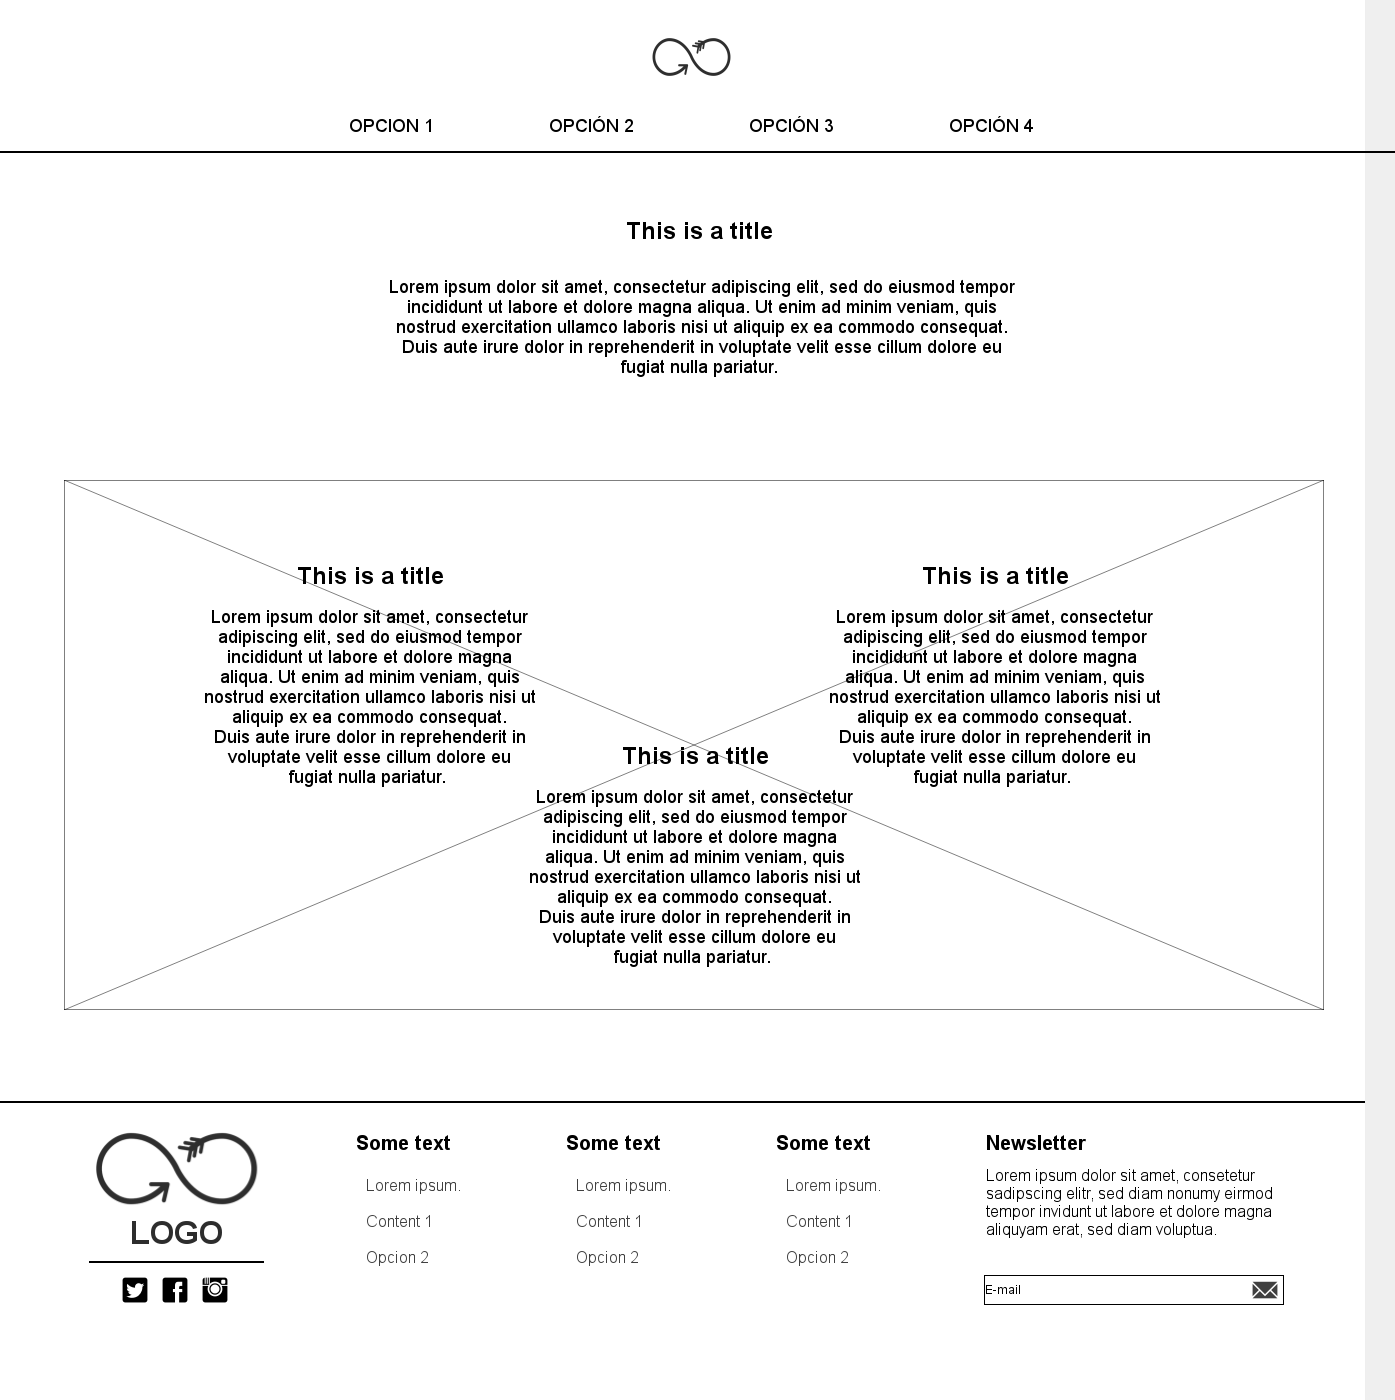 OPCION 1
OPCIÓN 2
OPCIÓN 3
OPCIÓN 4
This is a title
Lorem ipsum dolor sit amet, consectetur adipiscing elit, sed do eiusmod tempor
incididunt ut labore et dolore magna aliqua. Ut enim ad minim veniam, quis
nostrud exercitation ullamco laboris nisi ut aliquip ex ea commodo consequat.
Duis aute irure dolor in reprehenderit in voluptate velit esse cillum dolore eu
fugiat nulla pariatur.
This is a title
Lorem ipsum dolor sit amet, consectetur
adipiscing elit, sed do eiusmod tempor
incididunt ut labore et dolore magna
aliqua. Ut enim ad minim veniam, quis
nostrud exercitation ullamco laboris nisi ut
aliquip ex ea commodo consequat.
Duis aute irure dolor in reprehenderit in
voluptate velit esse cillum dolore eu
fugiat nulla pariatur.
This is a title
Lorem ipsum dolor sit amet, consectetur
adipiscing elit, sed do eiusmod tempor
incididunt ut labore et dolore magna
aliqua. Ut enim ad minim veniam, quis
nostrud exercitation ullamco laboris nisi ut
aliquip ex ea commodo consequat.
Duis aute irure dolor in reprehenderit in
voluptate velit esse cillum dolore eu
fugiat nulla pariatur.
This is a title
Lorem ipsum dolor sit amet, consectetur
adipiscing elit, sed do eiusmod tempor
incididunt ut labore et dolore magna
aliqua. Ut enim ad minim veniam, quis
nostrud exercitation ullamco laboris nisi ut
aliquip ex ea commodo consequat.
Duis aute irure dolor in reprehenderit in
voluptate velit esse cillum dolore eu
fugiat nulla pariatur.
LOGO
Some text
Lorem ipsum.
Content 1
Opcion 2
Some text
Lorem ipsum.
Content 1
Opcion 2
Some text
Lorem ipsum.
Content 1
Opcion 2
Newsletter
Lorem ipsum dolor sit amet, consetetur
sadipscing elitr, sed diam nonumy eirmod
tempor invidunt ut labore et dolore magna
aliquyam erat, sed diam voluptua.
E-mail